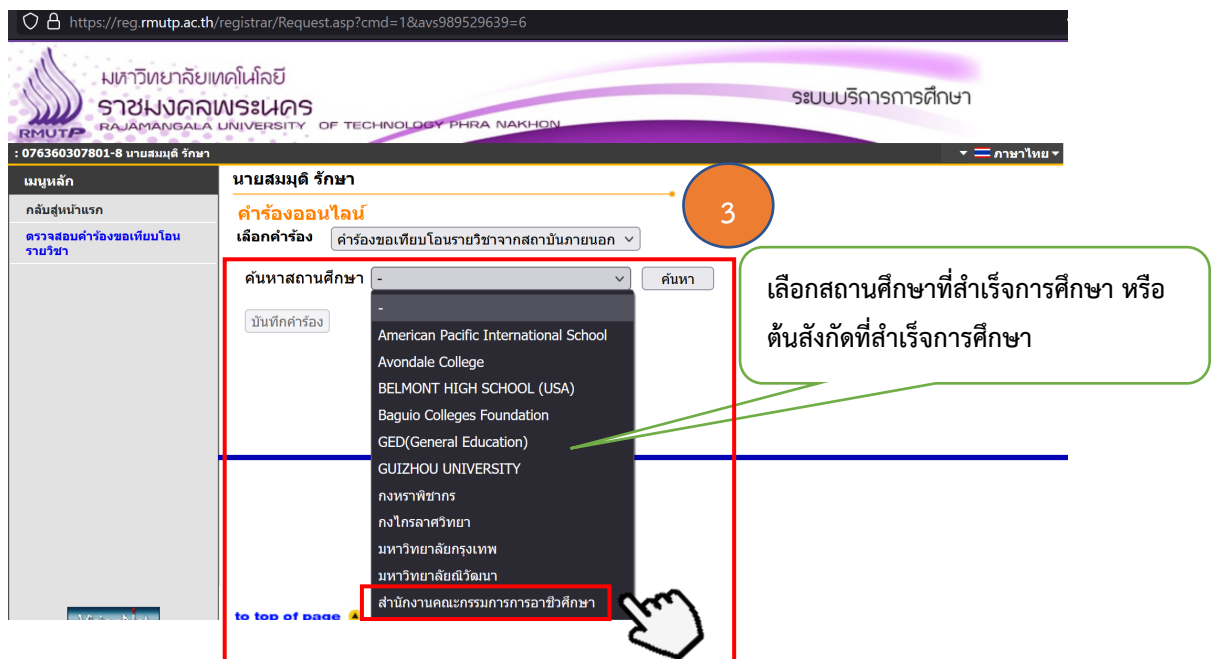 https://reg.rmutp.ac.th/registrar/Request.asp?cmd=1&avs989529639=6
มหาวิทยาลัยเทคโนโลยี
ราชมงคลพระนคร
RMUTP RAJAMANGALA UNIVERSITY OF TECHNOLOGY PHRA NAKHON
ระบบบริการการศึกษา
: 076360307801-8 นายสมมุติ รักษา
ภาษาไทย
เมนูหลัก
กลับสู่หน้าแรก
ตรวจสอบคำร้องขอเทียบโอน
รายวิชา
นายสมมุติ รักษา
คำร้องออนไลน์
เลือกคำร้อง คำร้องขอเทียบโอนรายวิชาจากสถาบันภายนอก
3
ค้นหาสถานศึกษา - ค้นหา
บันทึกคำร้อง
-
American Pacific International School
Avondale College
BELMONT HIGH SCHOOL (USA)
Baguio Colleges Foundation
GED(General Education)
GUIZHOU UNIVERSITY
กงหราพิชากร
กงไกรลาศวิทยา
มหาวิทยาลัยกรุงเทพ
มหาวิทยาลัยณิวัฒนา
สำนักงานคณะกรรมการการอาชีวศึกษา
to top of page
เลือกสถานศึกษาที่สำเร็จการศึกษา หรือ
ต้นสังกัดที่สำเร็จการศึกษา